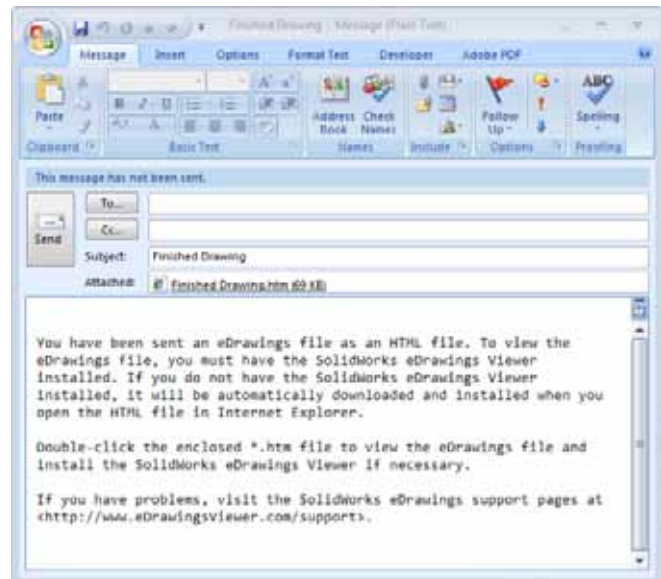 Finished Drawing - Message (Plain Text)
Message Insert Options Format Text Developer Adobe PDF
Paste
Address Book
Check Names
Follow Up
ABC
Spelling
Clipboard Basic Text Names Include Options Proofing
This message has not been sent.
Send
To...
Cc...
Subject: Finished Drawing
Attached: Finished Drawing.htm (69 KB)
You have been sent an eDrawings file as an HTML file. To view the
eDrawings file, you must have the SolidWorks eDrawings Viewer
installed. If you do not have the SolidWorks eDrawings Viewer
installed, it will be automatically downloaded and installed when you
open the HTML file in Internet Explorer.
Double-click the enclosed *.htm file to view the eDrawings file and
install the SolidWorks eDrawings Viewer if necessary.
If you have problems, visit the SolidWorks eDrawings support pages at
<http://www.eDrawingsViewer.com/support>.